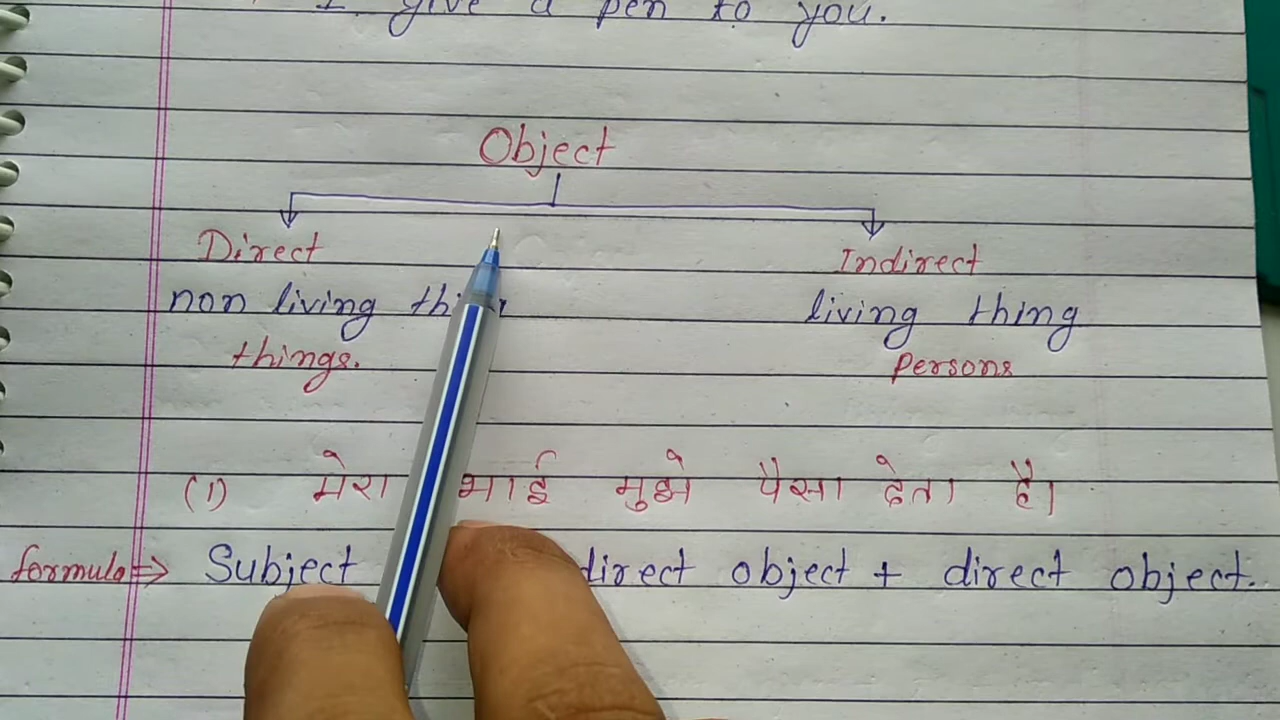 I give a pen to you.
Object
Direct Indirect
non living living thing
things. Persons
(1) मेरा भाई मुझे पैसा देता है।
formula⇒ Subject direct object + direct object.